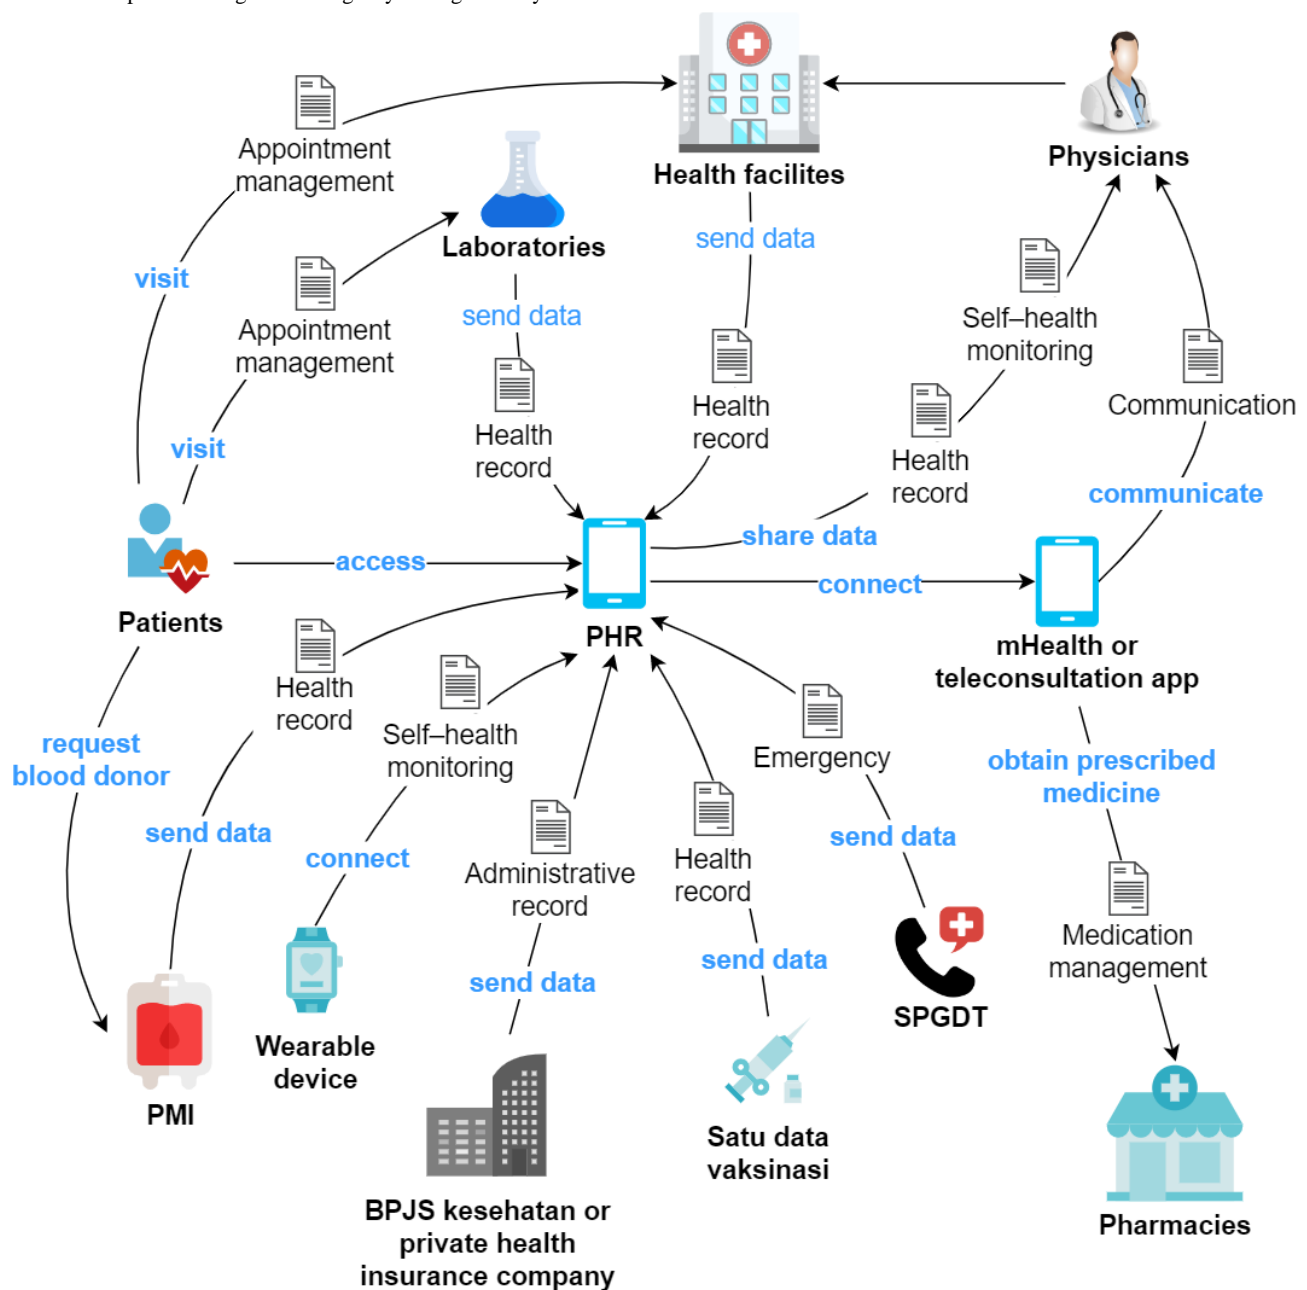 Appointment
management
Health facilites
Physicians
Laboratories
send data
visit
Appointment
management
send data
Self–health
monitoring
Health
record
Health
record
Communication
Health
record
visit
communicate
share data
access
connect
Patients
PHR
mHealth or
teleconsultation app
Health
record
Self–health
monitoring
Emergency
request
blood donor
obtain prescribed
medicine
send data
connect
Administrative
record
Health
record
send data
Medication
management
send data
send data
SPGDT
Wearable
device
PMI
Satu data
vaksinasi
BPJS kesehatan or
private health
insurance company
Pharmacies